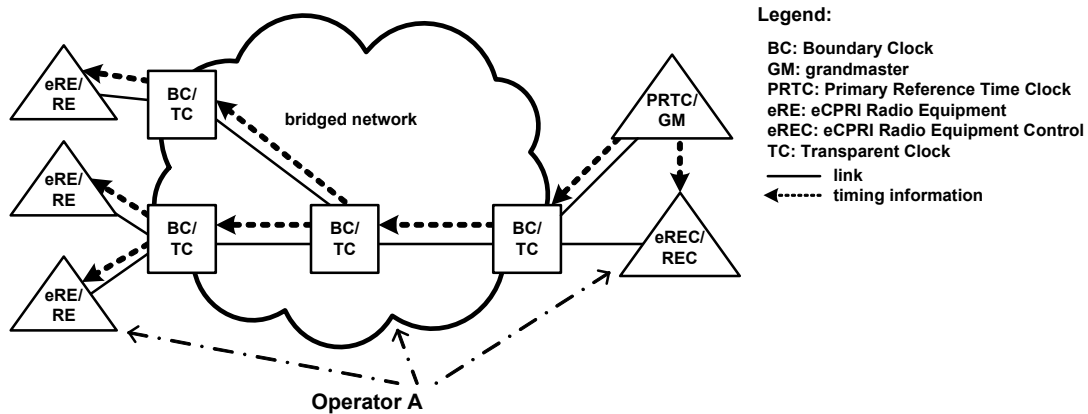 Legend:
BC: Boundary Clock
GM: grandmaster
PRTC: Primary Reference Time Clock
eRE: eCPRI Radio Equipment
eREC: eCPRI Radio Equipment Control
TC: Transparent Clock
link
timing information
eRE/
RE
BC/
TC
bridged network
PRTC/
GM
eRE/
RE
BC/
TC
BC/
TC
BC/
TC
eREC/
REC
eRE/
RE
Operator A